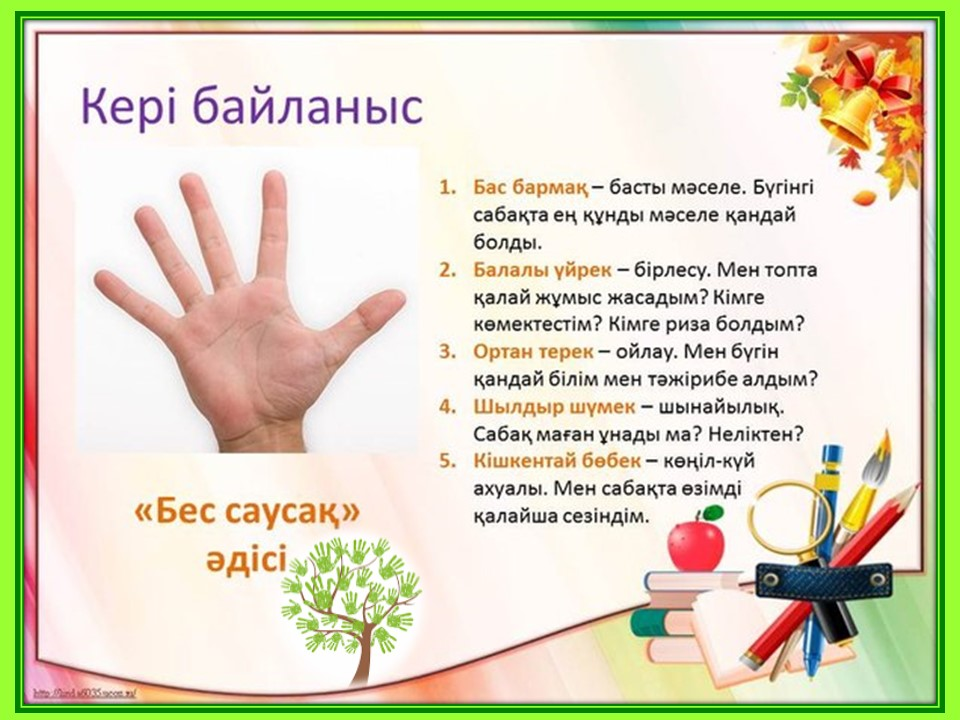 Кері байланыс
1. Бас бармақ – басты мәселе. Бүгінгі
сабақта ең құнды мәселе қандай
болды.
2. Балалы үйрек – бірлесу. Мен топта
қалай жұмыс жасадым? Кімге
көмектестім? Кімге риза болдым?
3. Ортан терек – ойлау. Мен бүгін
қандай білім мен тәжірибе алдым?
4. Шылдыр шүмек – шынайылық.
Сабақ маған ұнады ма? Неліктен?
5. Кішкентай бөбек – көңіл-күй
ахуалы. Мен сабақта өзімді
қалайша сезіндім.
«Бес саусақ»
әдісі